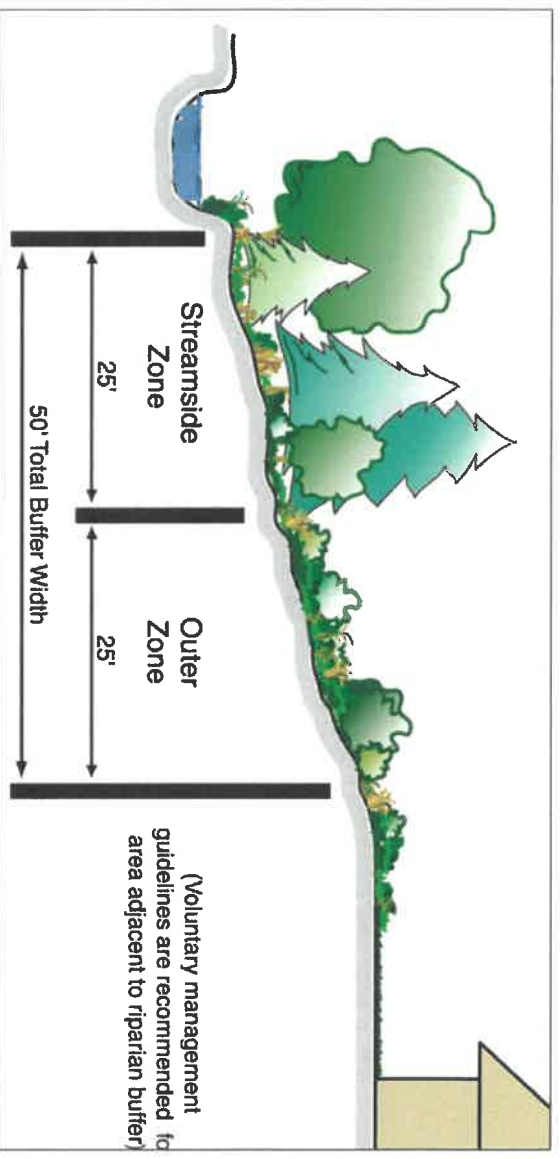 Streamside
Zone
25'
Outer
Zone
25'
50' Total Buffer Width
(Voluntary management
guidelines are recommended fo
area adjacent to riparian buffer)